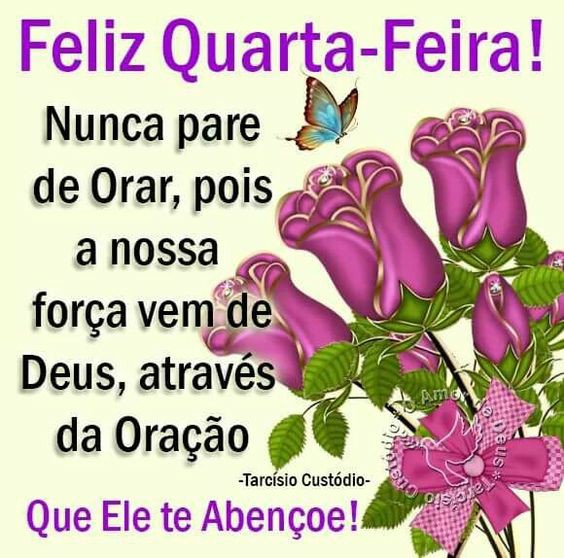 Feliz Quarta-Feira!
Nunca pare
de Orar, pois
a nossa
força vem de
Deus, através
da Oração
-Tarcísio Custódio-
Que Ele te Abençoe!